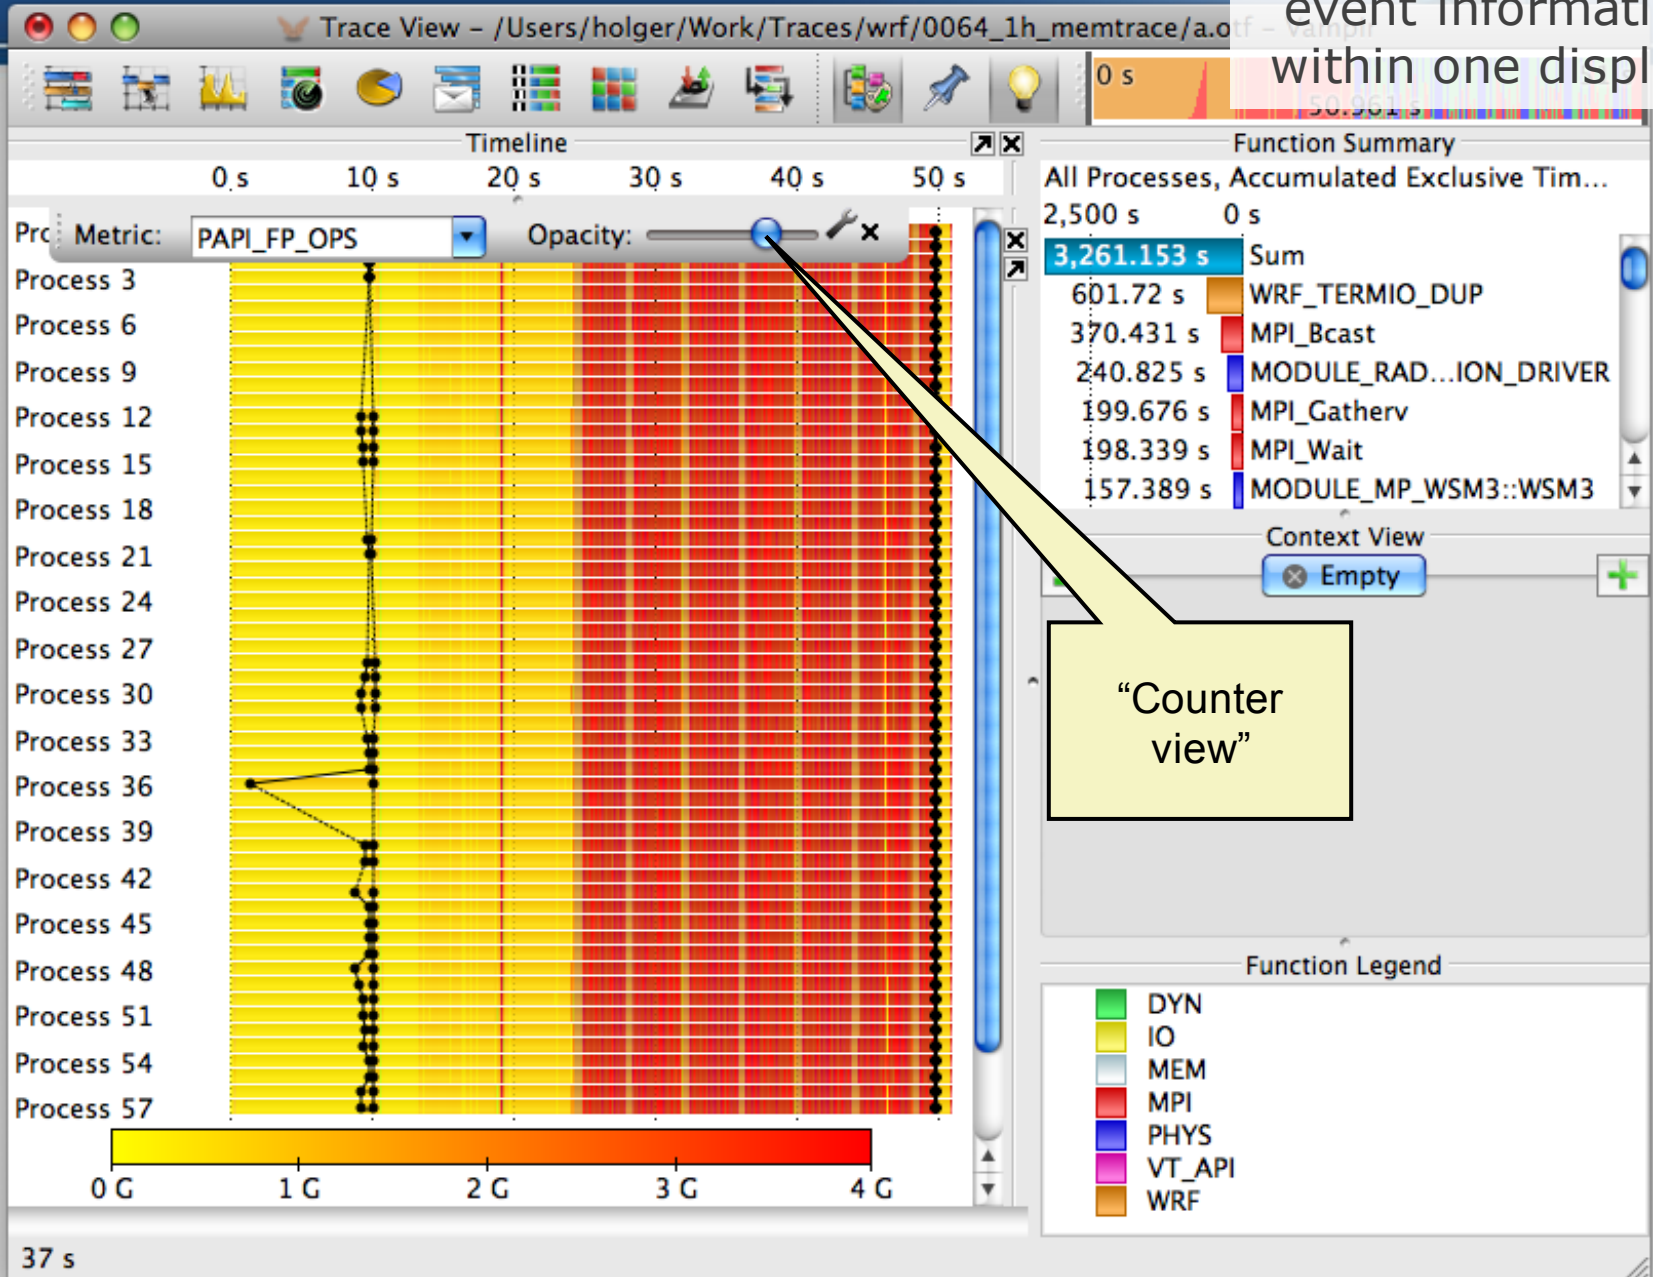 event informati
within one displ
Trace View – /Users/holger/Work/Traces/wrf/0064_1h_memtrace/a.otf – Vampir
0 s
50.961 s
Timeline
0 s 10 s 20 s 30 s 40 s 50 s
Metric: PAPI_FP_OPS Opacity:
Prc
Process 3
Process 6
Process 9
Process 12
Process 15
Process 18
Process 21
Process 24
Process 27
Process 30
Process 33
Process 36
Process 39
Process 42
Process 45
Process 48
Process 51
Process 54
Process 57
0 G 1 G 2 G 3 G 4 G
37 s
Function Summary
All Processes, Accumulated Exclusive Tim...
2,500 s 0 s
3,261.153 s Sum
601.72 s WRF_TERMIO_DUP
370.431 s MPI_Bcast
240.825 s MODULE_RAD...ION_DRIVER
199.676 s MPI_Gatherv
198.339 s MPI_Wait
157.389 s MODULE_MP_WSM3::WSM3
Context View
Empty
“Counter
view”
Function Legend
DYN
IO
MEM
MPI
PHYS
VT_API
WRF